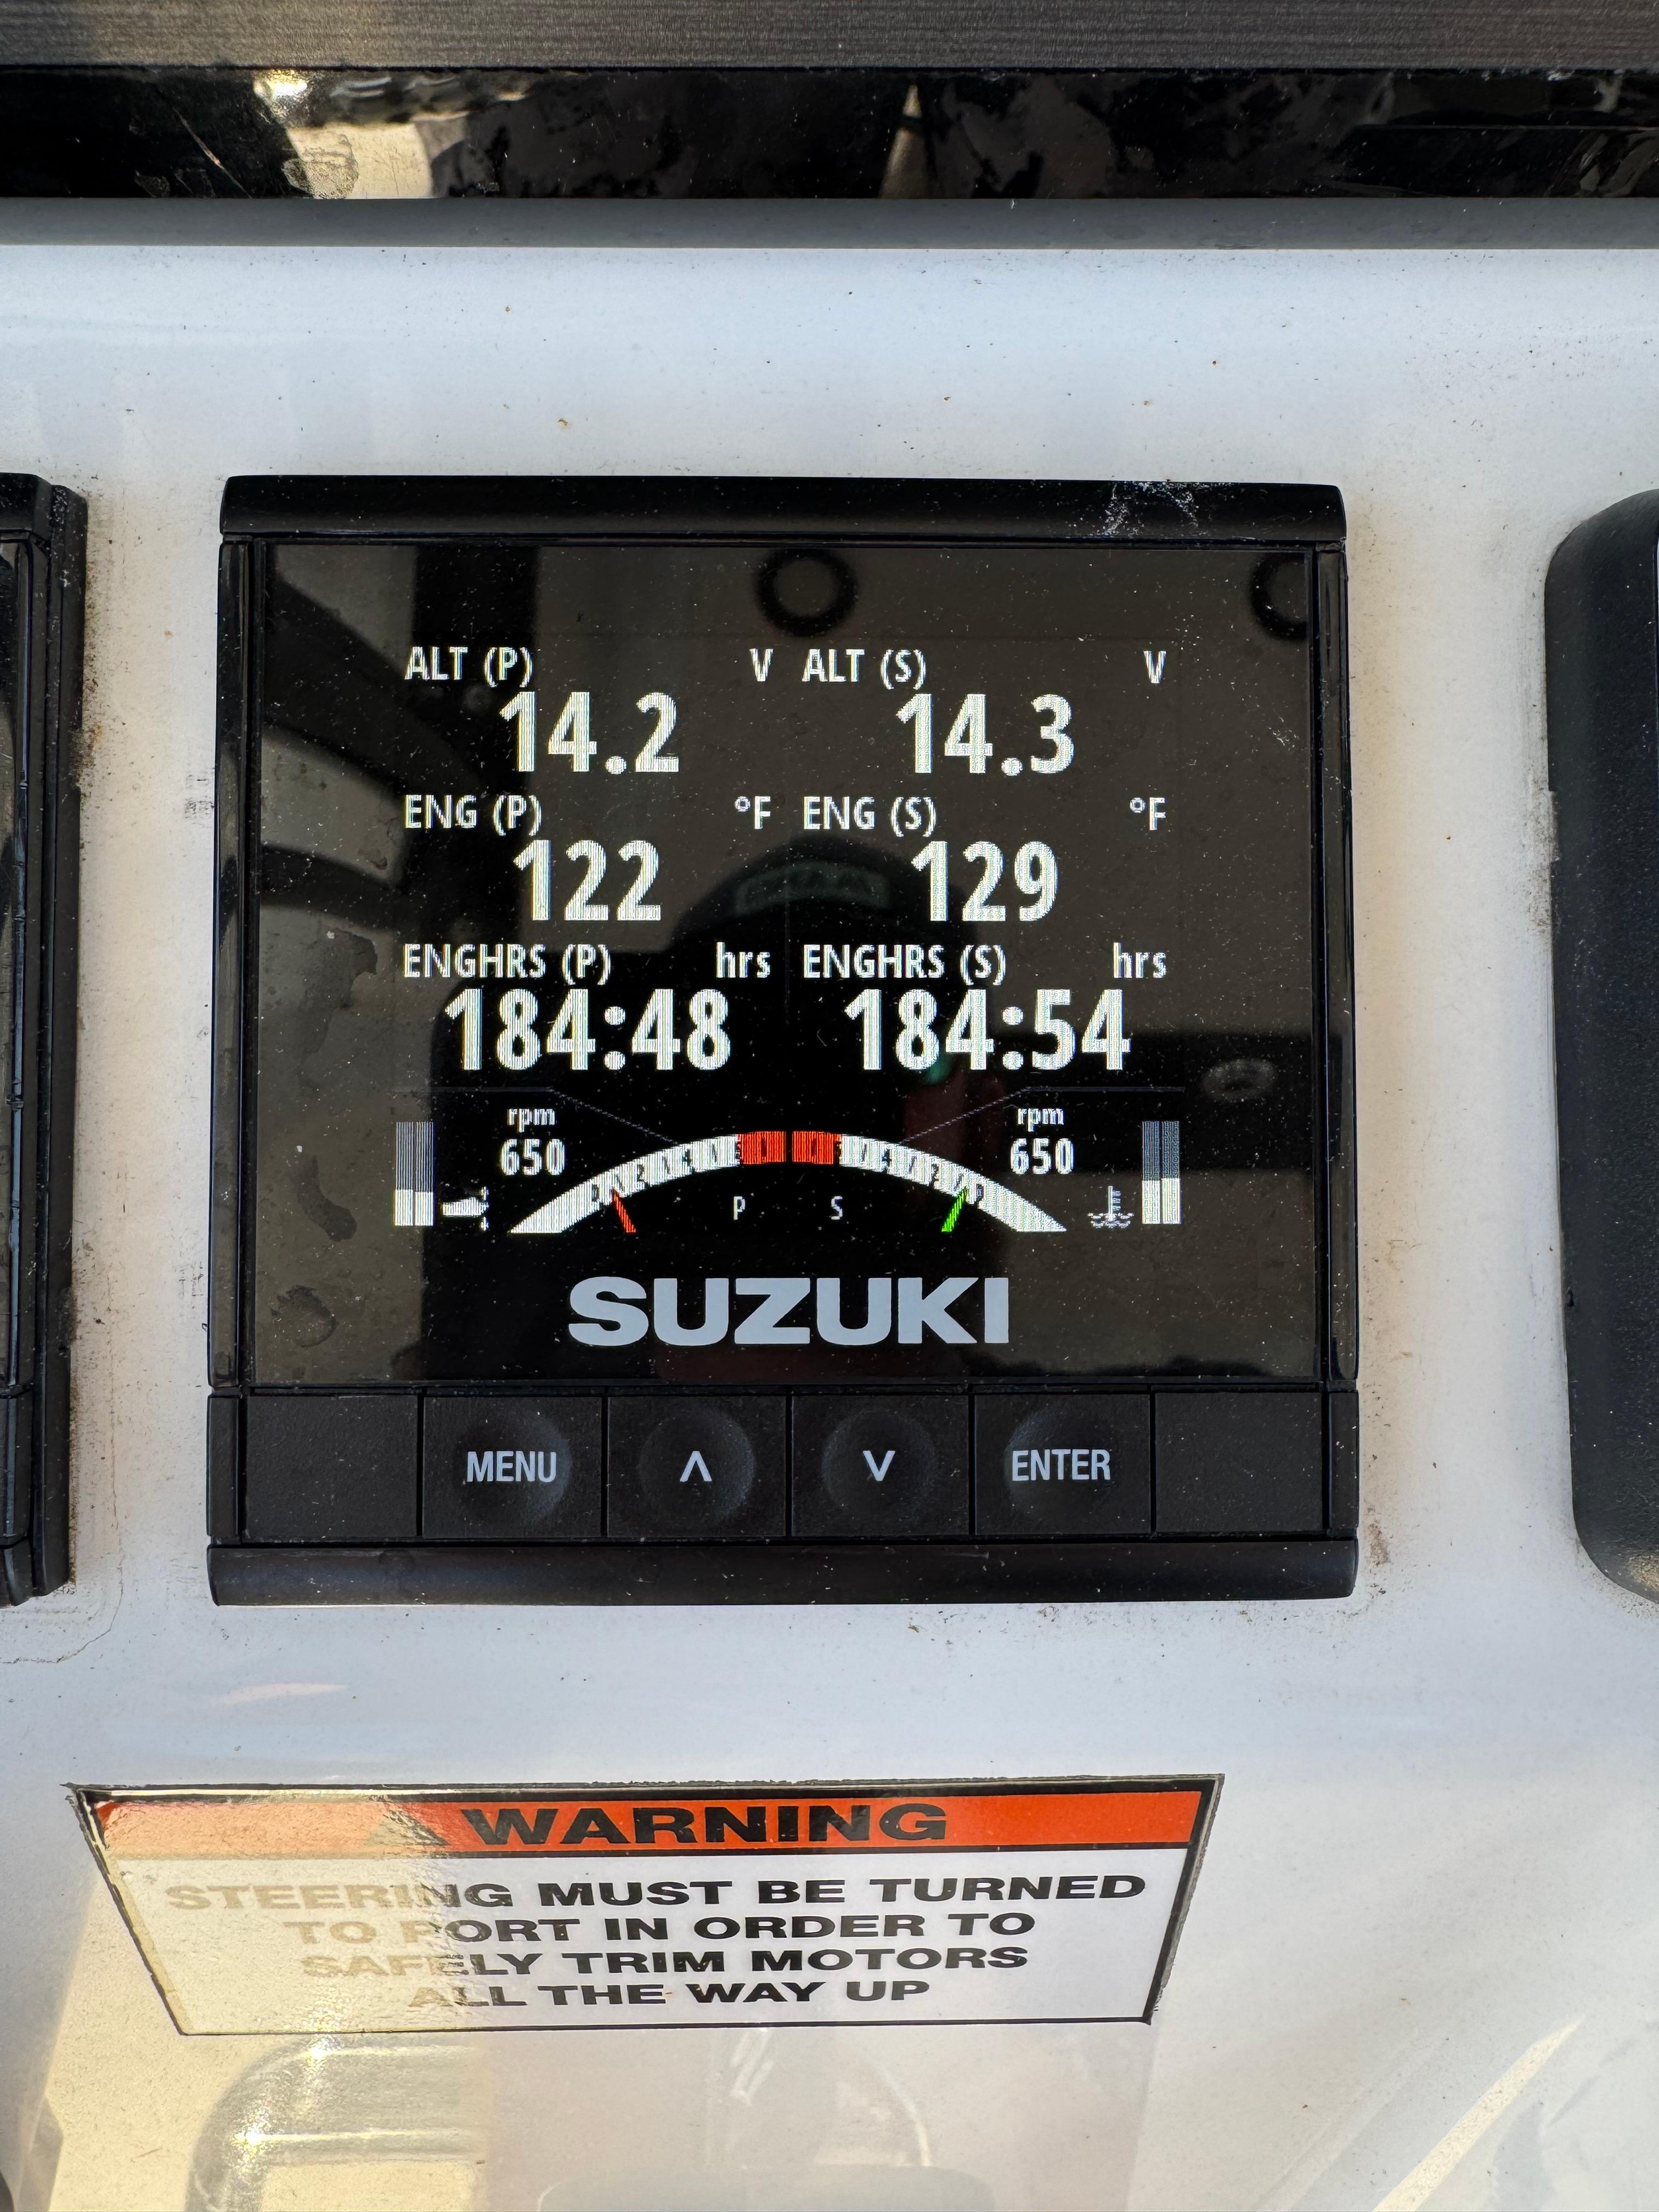 ALT (P) V ALT (S) V
14.2 14.3
ENG (P) °F ENG (S) °F
122 129
ENGHRS (P) hrs ENGHRS (S) hrs
184:48 184:54
rpm rpm
650 650
P S
SUZUKI
MENU ∧ ∨ ENTER
WARNING
STEERING MUST BE TURNED
TO PORT IN ORDER TO
SAFELY TRIM MOTORS
ALL THE WAY UP